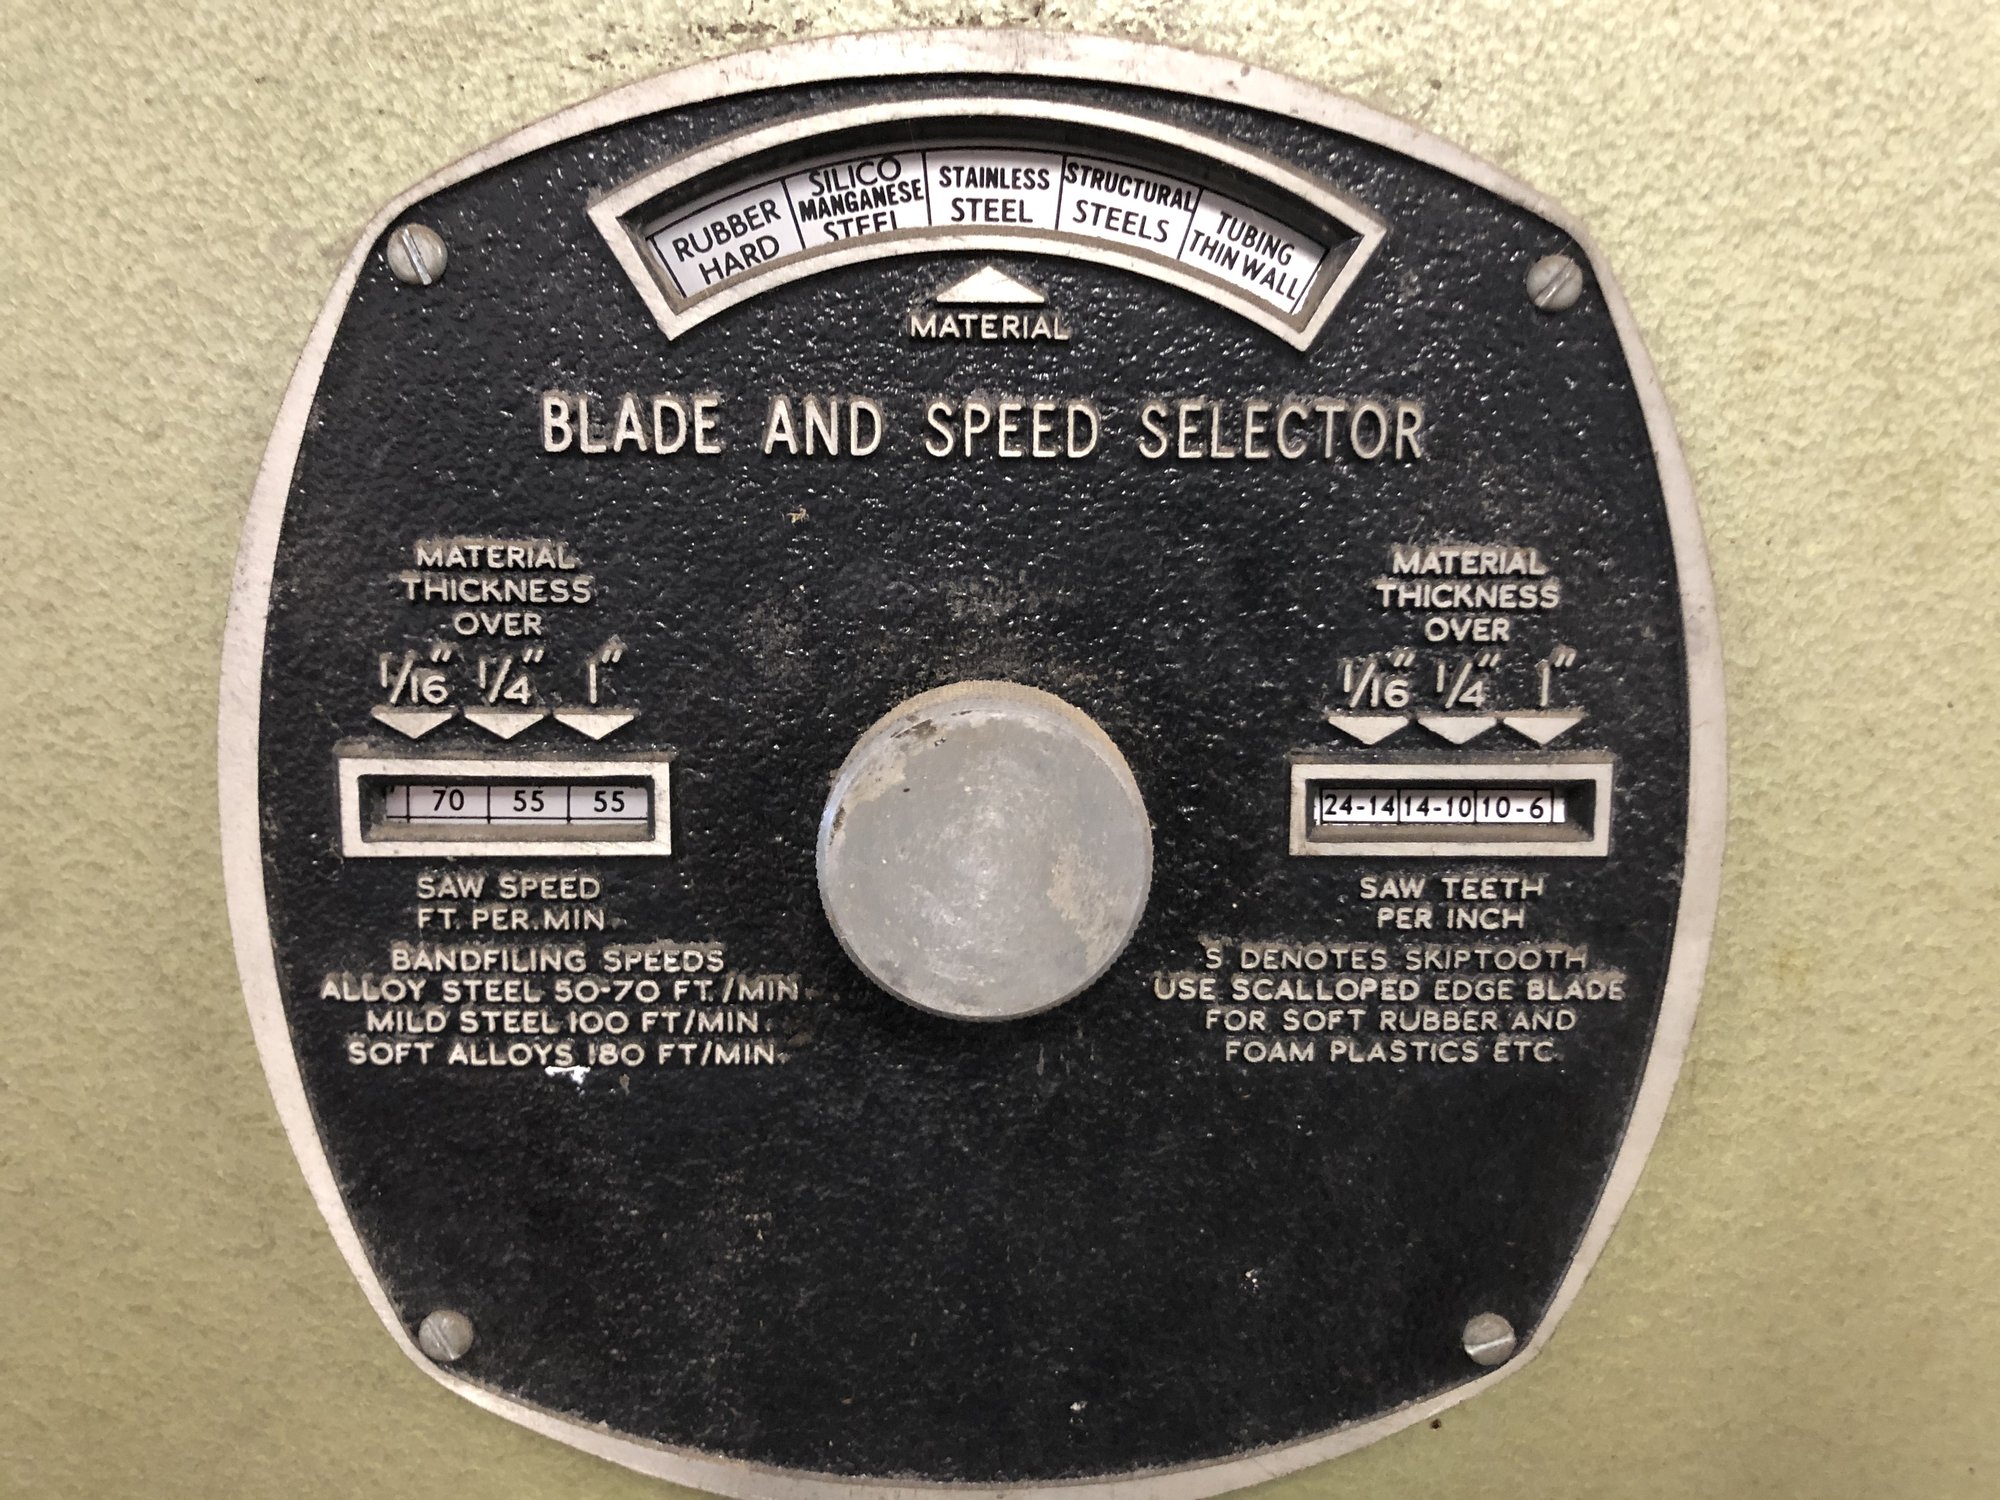 RUBBER
HARD
SILICO
MANGANESE
STEEL
STAINLESS
STEEL
STRUCTURAL
STEELS
TUBING
THIN WALL
MATERIAL
BLADE AND SPEED SELECTOR
MATERIAL
THICKNESS
OVER
1/16" 1/4" 1"
70 55 55
SAW SPEED
FT. PER. MIN.
BANDFILING SPEEDS
ALLOY STEEL 50-70 FT./MIN.
MILD STEEL 100 FT/MIN.
SOFT ALLOYS 180 FT/MIN.
MATERIAL
THICKNESS
OVER
1/16" 1/4" 1"
24-14 14-10 10-6
SAW TEETH
PER INCH
S DENOTES SKIPTOOTH
USE SCALLOPED EDGE BLADE
FOR SOFT RUBBER AND
FOAM PLASTICS ETC.